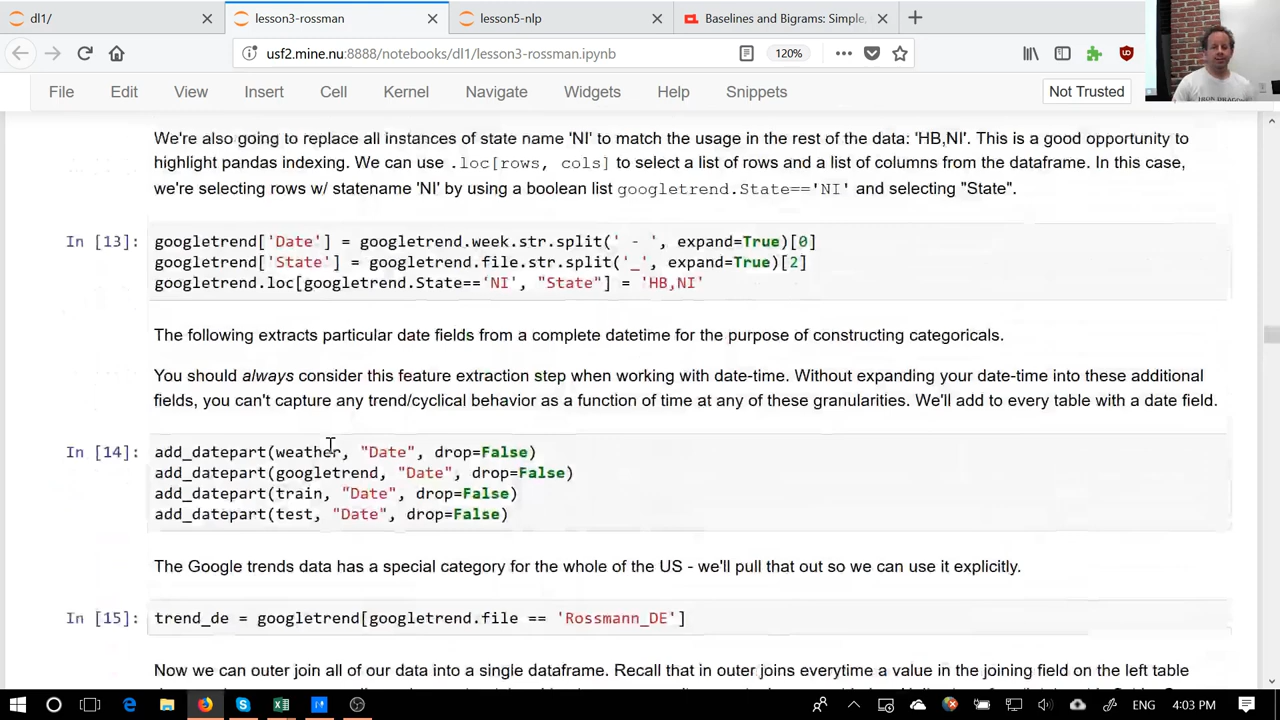 dl1/
lesson3-rossman
lesson5-nlp
Baselines and Bigrams: Simple,
usf2.mine.nu:8888/notebooks/dl1/lesson3-rossman.ipynb
120%
File Edit View Insert Cell Kernel Navigate Widgets Help Snippets
Not Trusted
We're also going to replace all instances of state name 'NI' to match the usage in the rest of the data: 'HB,NI'. This is a good opportunity to
highlight pandas indexing. We can use .loc[rows, cols] to select a list of rows and a list of columns from the dataframe. In this case,
we're selecting rows w/ statename 'NI' by using a boolean list googletrend.State=='NI' and selecting "State".
In [13]: googletrend['Date'] = googletrend.week.str.split(' - ', expand=True)[0]
googletrend['State'] = googletrend.file.str.split('_', expand=True)[2]
googletrend.loc[googletrend.State=='NI', "State"] = 'HB,NI'
The following extracts particular date fields from a complete datetime for the purpose of constructing categoricals.
You should always consider this feature extraction step when working with date-time. Without expanding your date-time into these additional
fields, you can't capture any trend/cyclical behavior as a function of time at any of these granularities. We'll add to every table with a date field.
In [14]: add_datepart(weather, "Date", drop=False)
add_datepart(googletrend, "Date", drop=False)
add_datepart(train, "Date", drop=False)
add_datepart(test, "Date", drop=False)
The Google trends data has a special category for the whole of the US - we'll pull that out so we can use it explicitly.
In [15]: trend_de = googletrend[googletrend.file == 'Rossmann_DE']
Now we can outer join all of our data into a single dataframe. Recall that in outer joins everytime a value in the joining field on the left table
ENG
4:03 PM